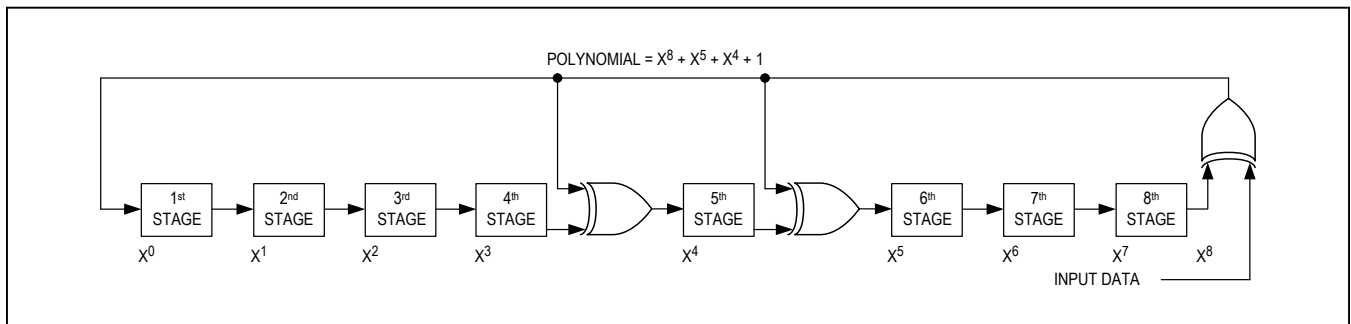 POLYNOMIAL = X⁸ + X⁵ + X⁴ + 1
1st
STAGE
2nd
STAGE
3rd
STAGE
4th
STAGE
5th
STAGE
6th
STAGE
7th
STAGE
8th
STAGE
X⁰
X¹
X²
X³
X⁴
X⁵
X⁶
X⁷
X⁸
INPUT DATA